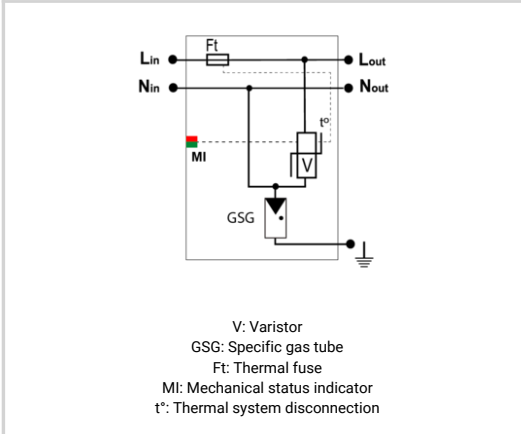 Ft
Lin
Lout
Nin
Nout
t°
MI
V
GSG
V: Varistor
GSG: Specific gas tube
Ft: Thermal fuse
MI: Mechanical status indicator
t°: Thermal system disconnection